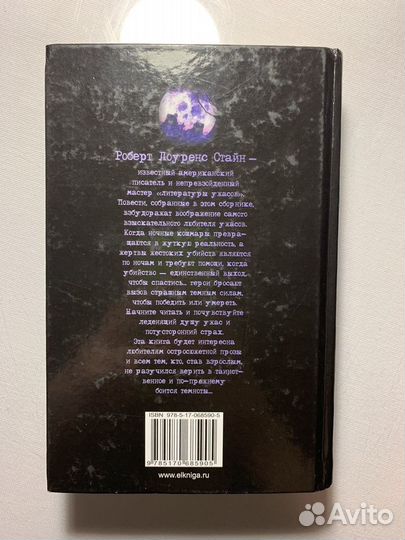 Роберт Лоуренс Стайн –
известный американский
писатель и непревзойденный
мастер «литературы ужасов».
Повести, собранные в этом сборнике,
взбудоражат воображение самого
взыскательного любителя ужасов.
Когда ночные кошмары превра-
щаются в жуткую реальность, а
жертвы жестоких убийств являются
по ночам и требуют помощи, когда
убийство – единственный выход...
чтобы спастись... герои бросают
вызов страшным темным силам,
чтобы победить или умереть.
Начните читать и почувствуйте
леденящий душу ужас и
потусторонний страх.
Эта книга будет интересна
любителям остросюжетной прозы
и всем тем, кто, став взрослым,
не разучился верить в таинст-
венное и по-прежнему
боится темноты...
ISBN 978-5-17-068590-5
9 785170 685905
www.elkniga.ru
Avito